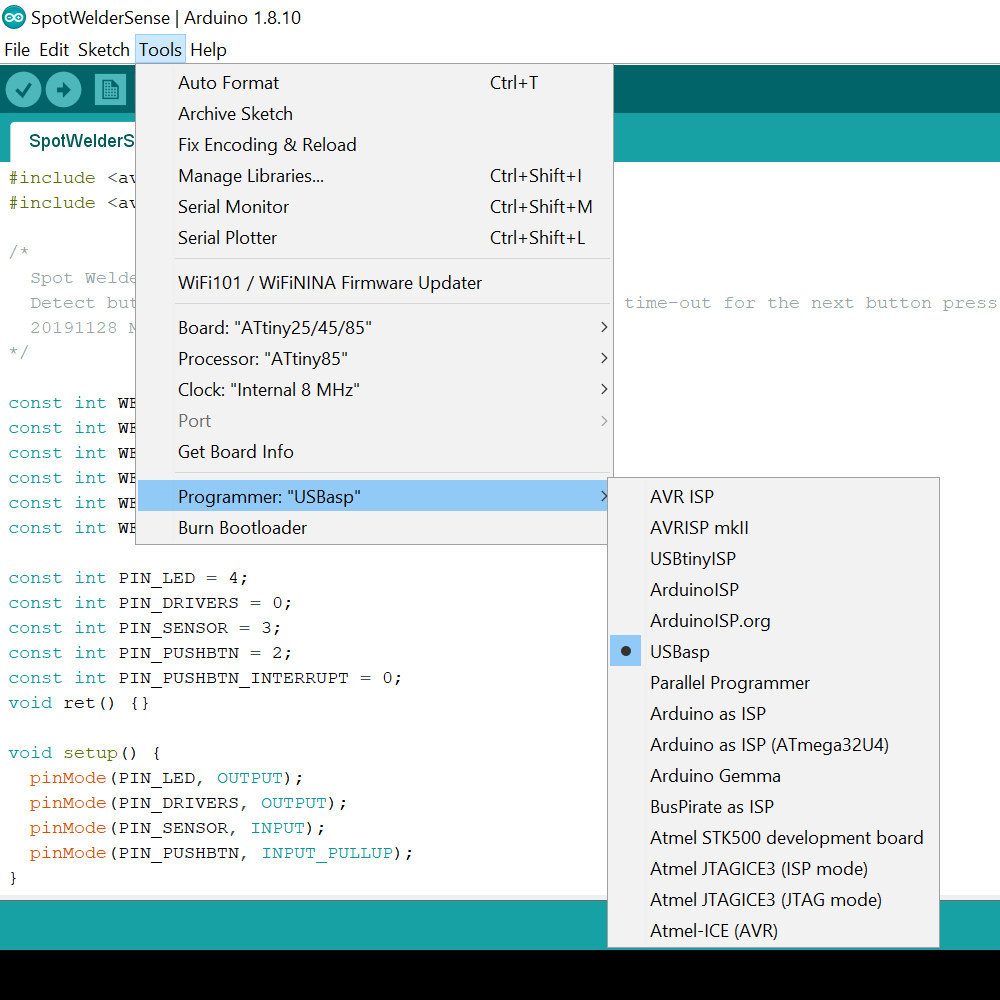 SpotWelderSense | Arduino 1.8.10
File Edit Sketch Tools Help
Auto Format Ctrl+T
Archive Sketch
Fix Encoding & Reload
Manage Libraries... Ctrl+Shift+I
Serial Monitor Ctrl+Shift+M
Serial Plotter Ctrl+Shift+L
WiFi101 / WiFiNINA Firmware Updater
Board: "ATtiny25/45/85"
Processor: "ATtiny85"
Clock: "Internal 8 MHz"
Port
Get Board Info
Programmer: "USBasp"
Burn Bootloader
AVR ISP
AVRISP mkII
USBtinyISP
ArduinoISP
ArduinoISP.org
USBasp
Parallel Programmer
Arduino as ISP
Arduino as ISP (ATmega32U4)
Arduino Gemma
BusPirate as ISP
Atmel STK500 development board
Atmel JTAGICE3 (ISP mode)
Atmel JTAGICE3 (JTAG mode)
Atmel-ICE (AVR)
SpotWelderS
#include <av
#include <av
/*
Spot Welde
Detect but time-out for the next button press
20191128 M
*/
const int WE
const int WE
const int WE
const int WE
const int WE
const int WE
const int PIN_LED = 4;
const int PIN_DRIVERS = 0;
const int PIN_SENSOR = 3;
const int PIN_PUSHBTN = 2;
const int PIN_PUSHBTN_INTERRUPT = 0;
void ret() {}
void setup() {
pinMode(PIN_LED, OUTPUT);
pinMode(PIN_DRIVERS, OUTPUT);
pinMode(PIN_SENSOR, INPUT);
pinMode(PIN_PUSHBTN, INPUT_PULLUP);
}